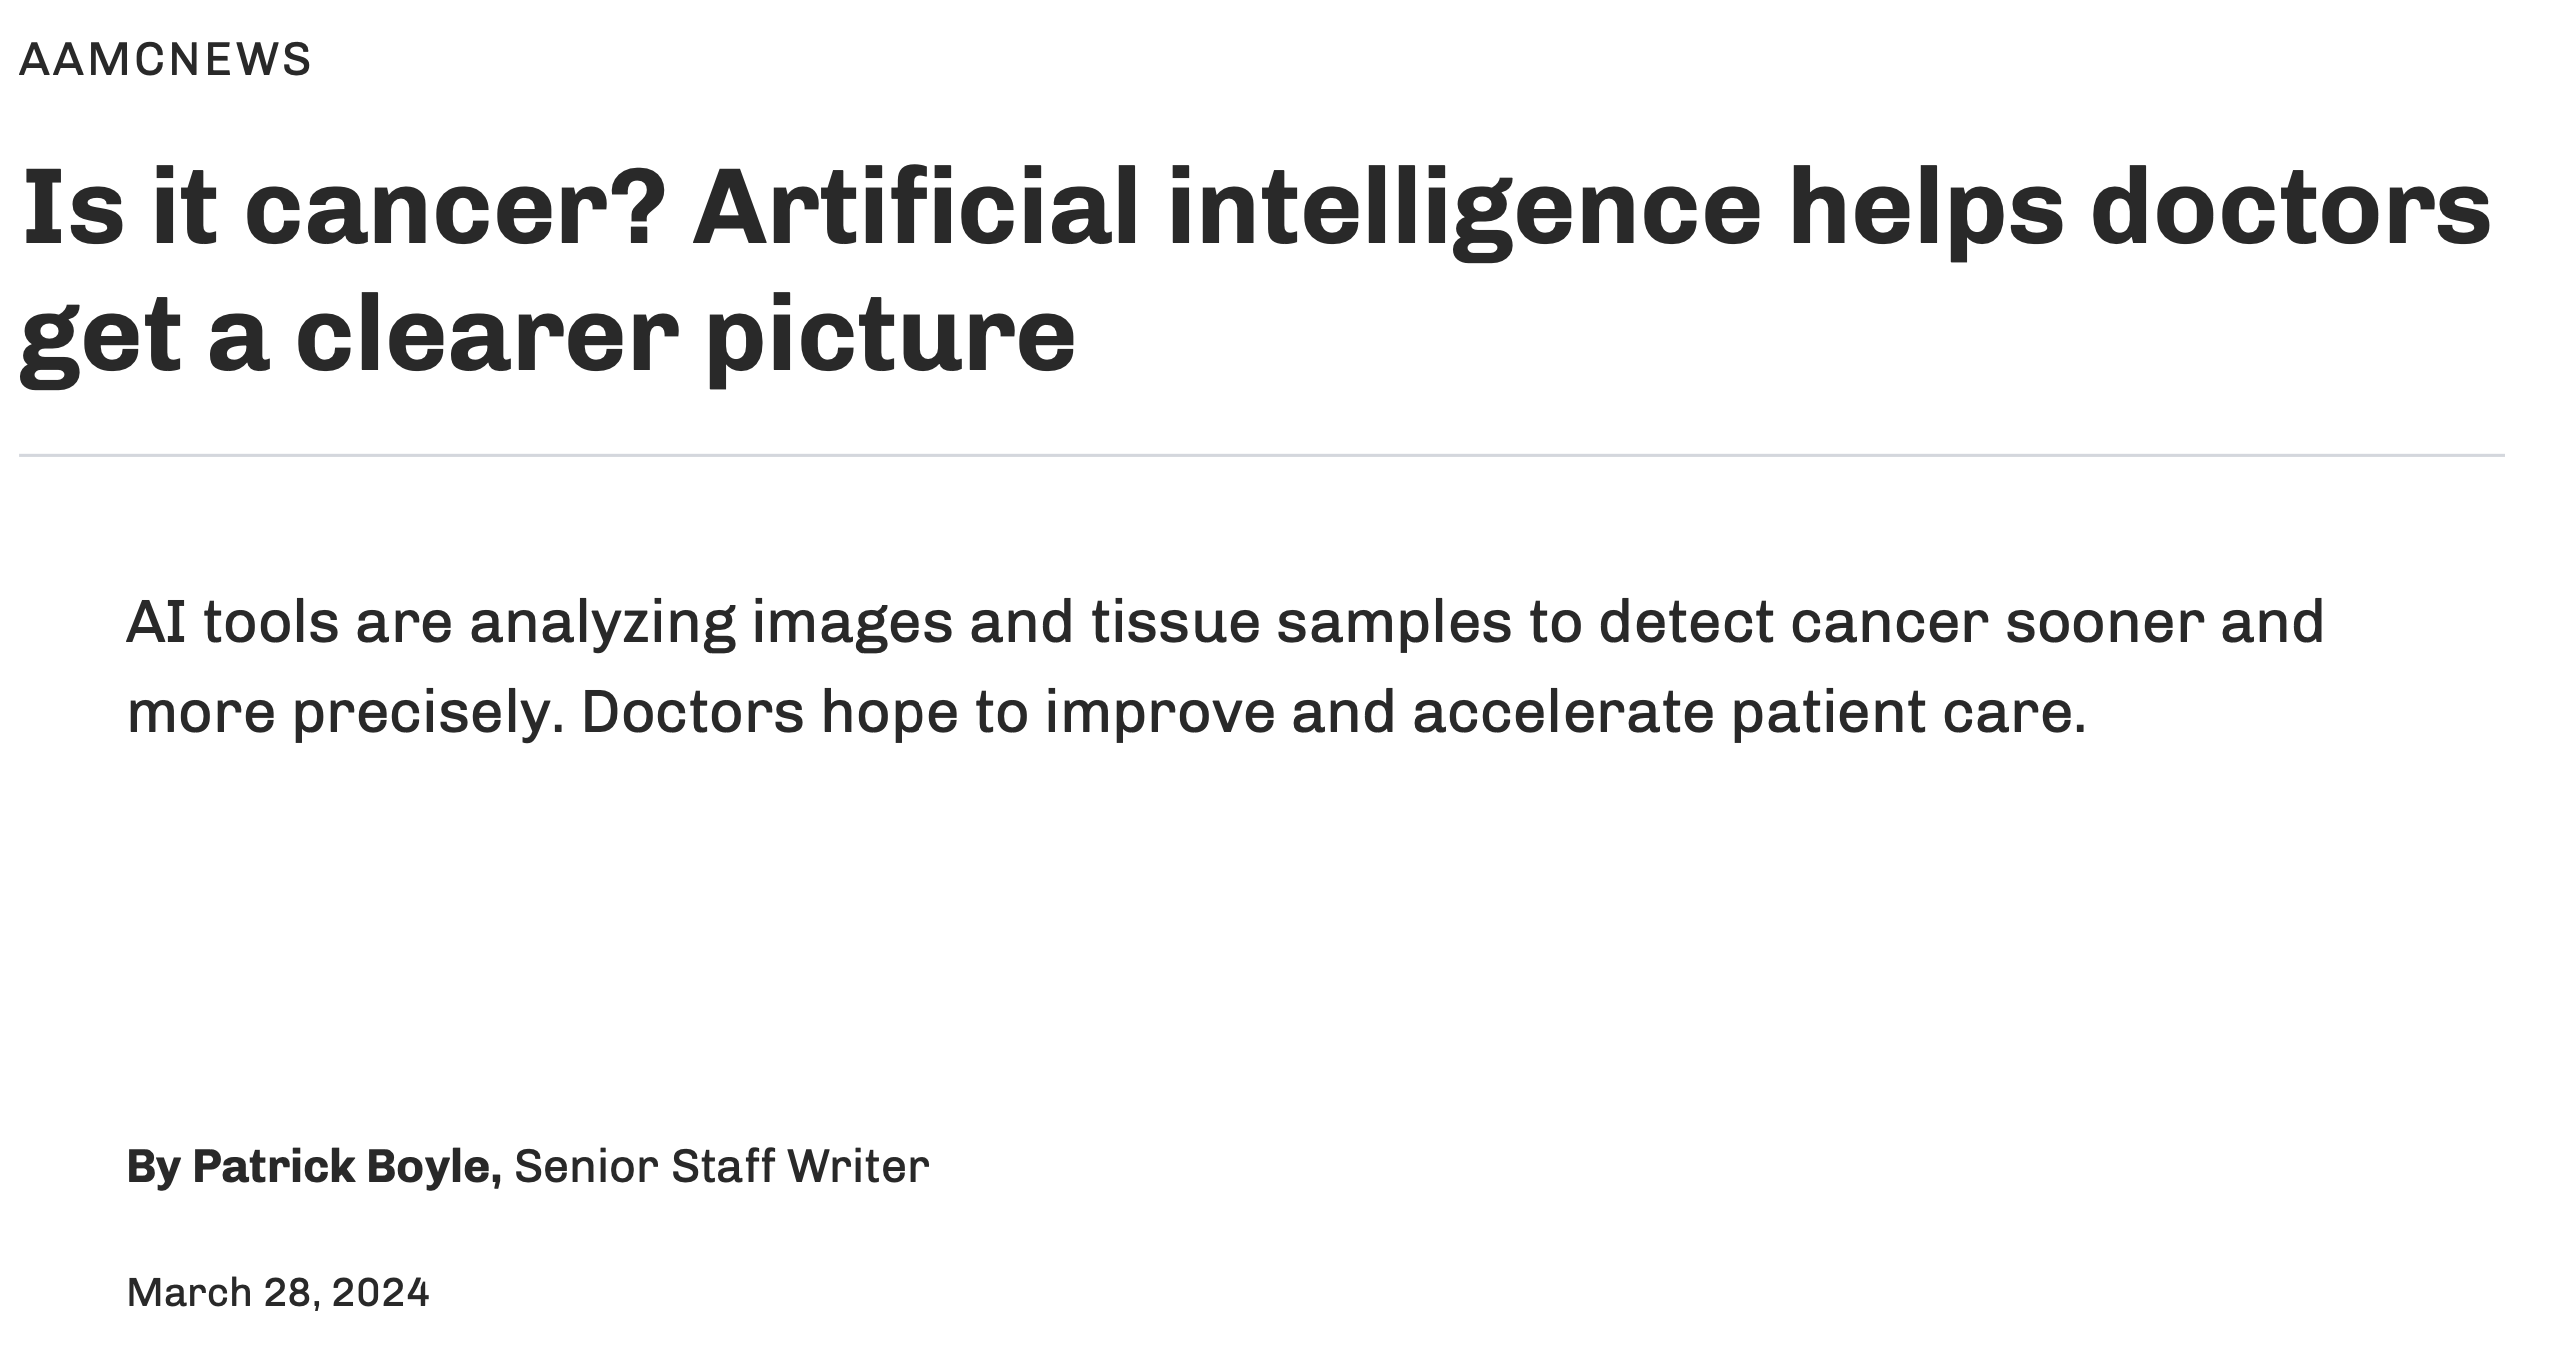 AAMCNEWS
Is it cancer? Artificial intelligence helps doctors
get a clearer picture
AI tools are analyzing images and tissue samples to detect cancer sooner and
more precisely. Doctors hope to improve and accelerate patient care.
By Patrick Boyle, Senior Staff Writer
March 28, 2024